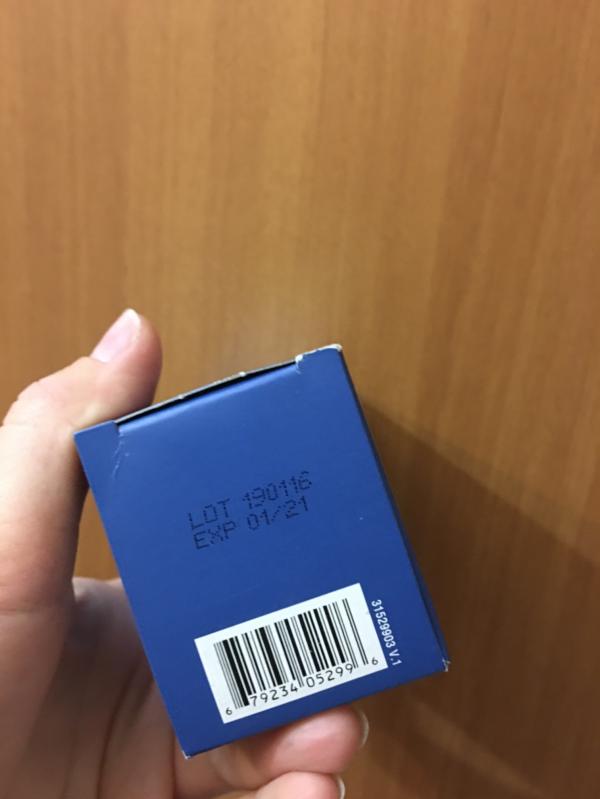 LOT 190116
EXP 01/21
31529903 V.1
6 79234 05299 6